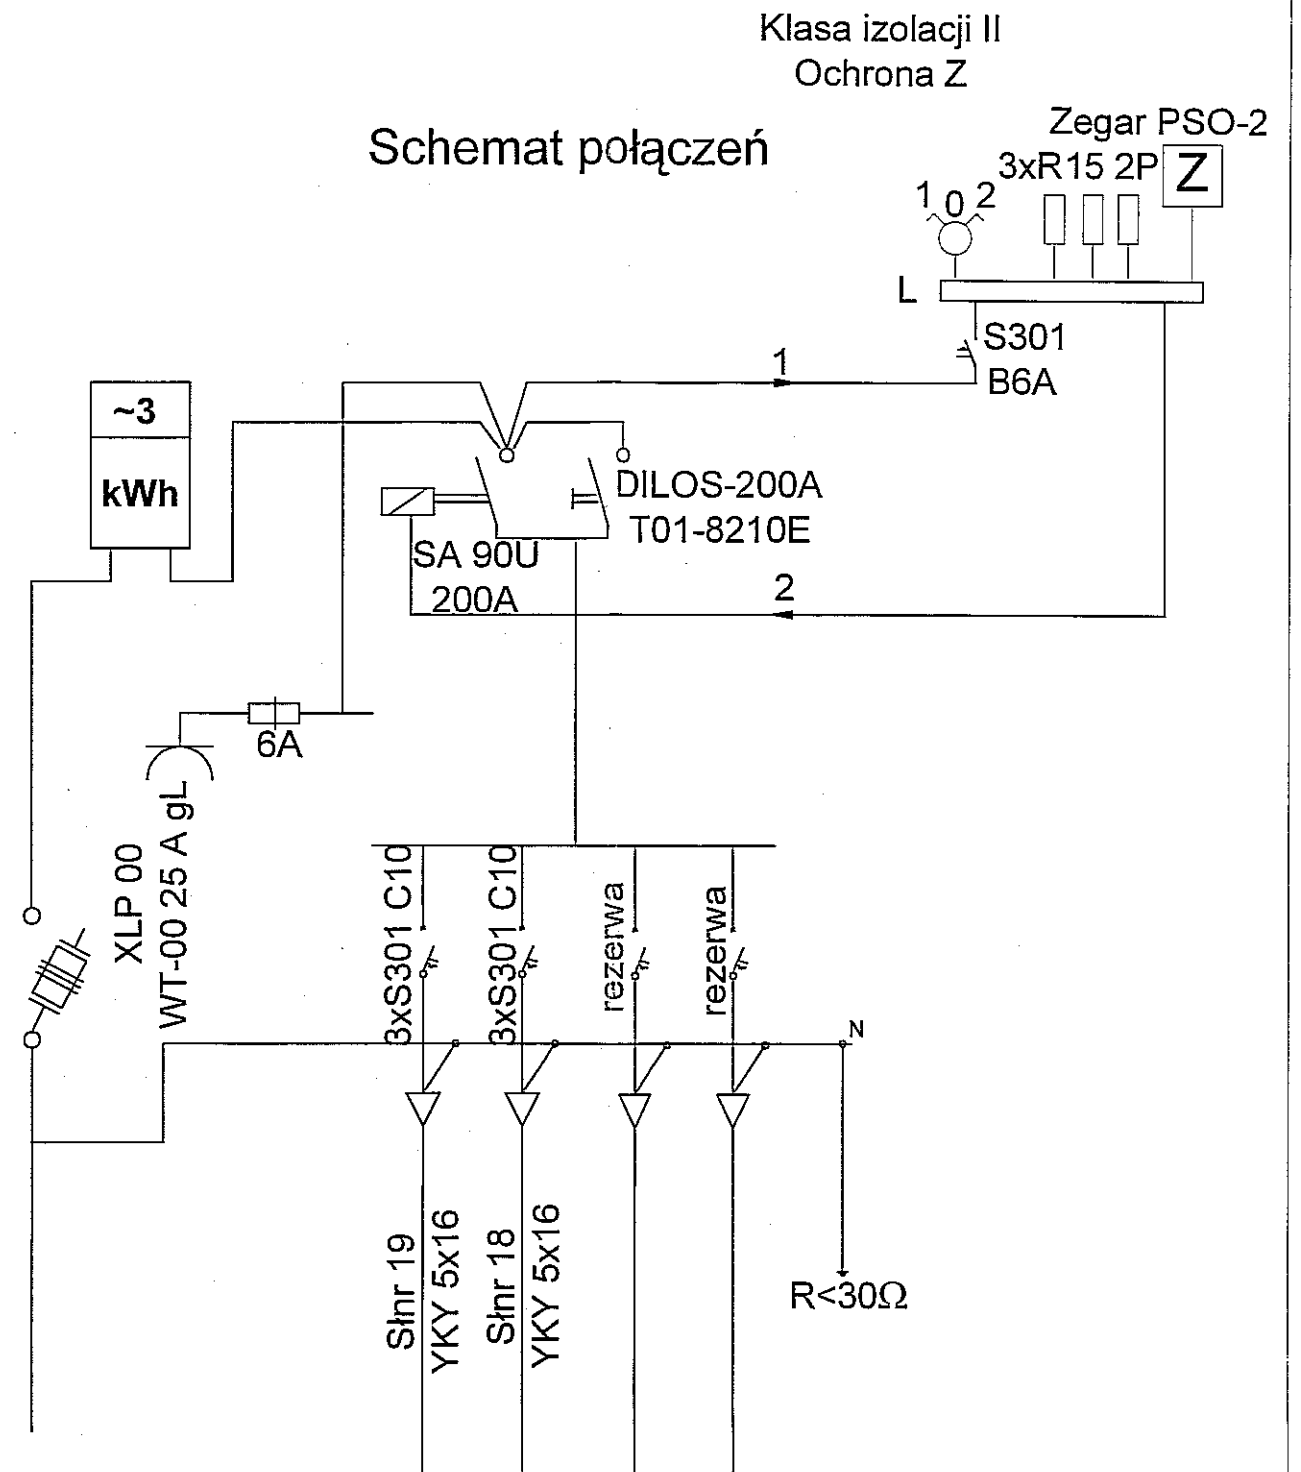 Klasa izolacji II
Ochrona Z
Schemat połączeń
Zegar PSO-2
3xR15 2P
Z
1 0 2
L
S301
B6A
1
~3
kWh
DILOS-200A
T01-8210E
SA 90U
200A
2
6A
XLP 00
WT-00 25 A gL
3xS301 C10
3xS301 C10
rezerwa
rezerwa
N
Słnr 19
YKY 5x16
Słnr 18
YKY 5x16
R<30Ω